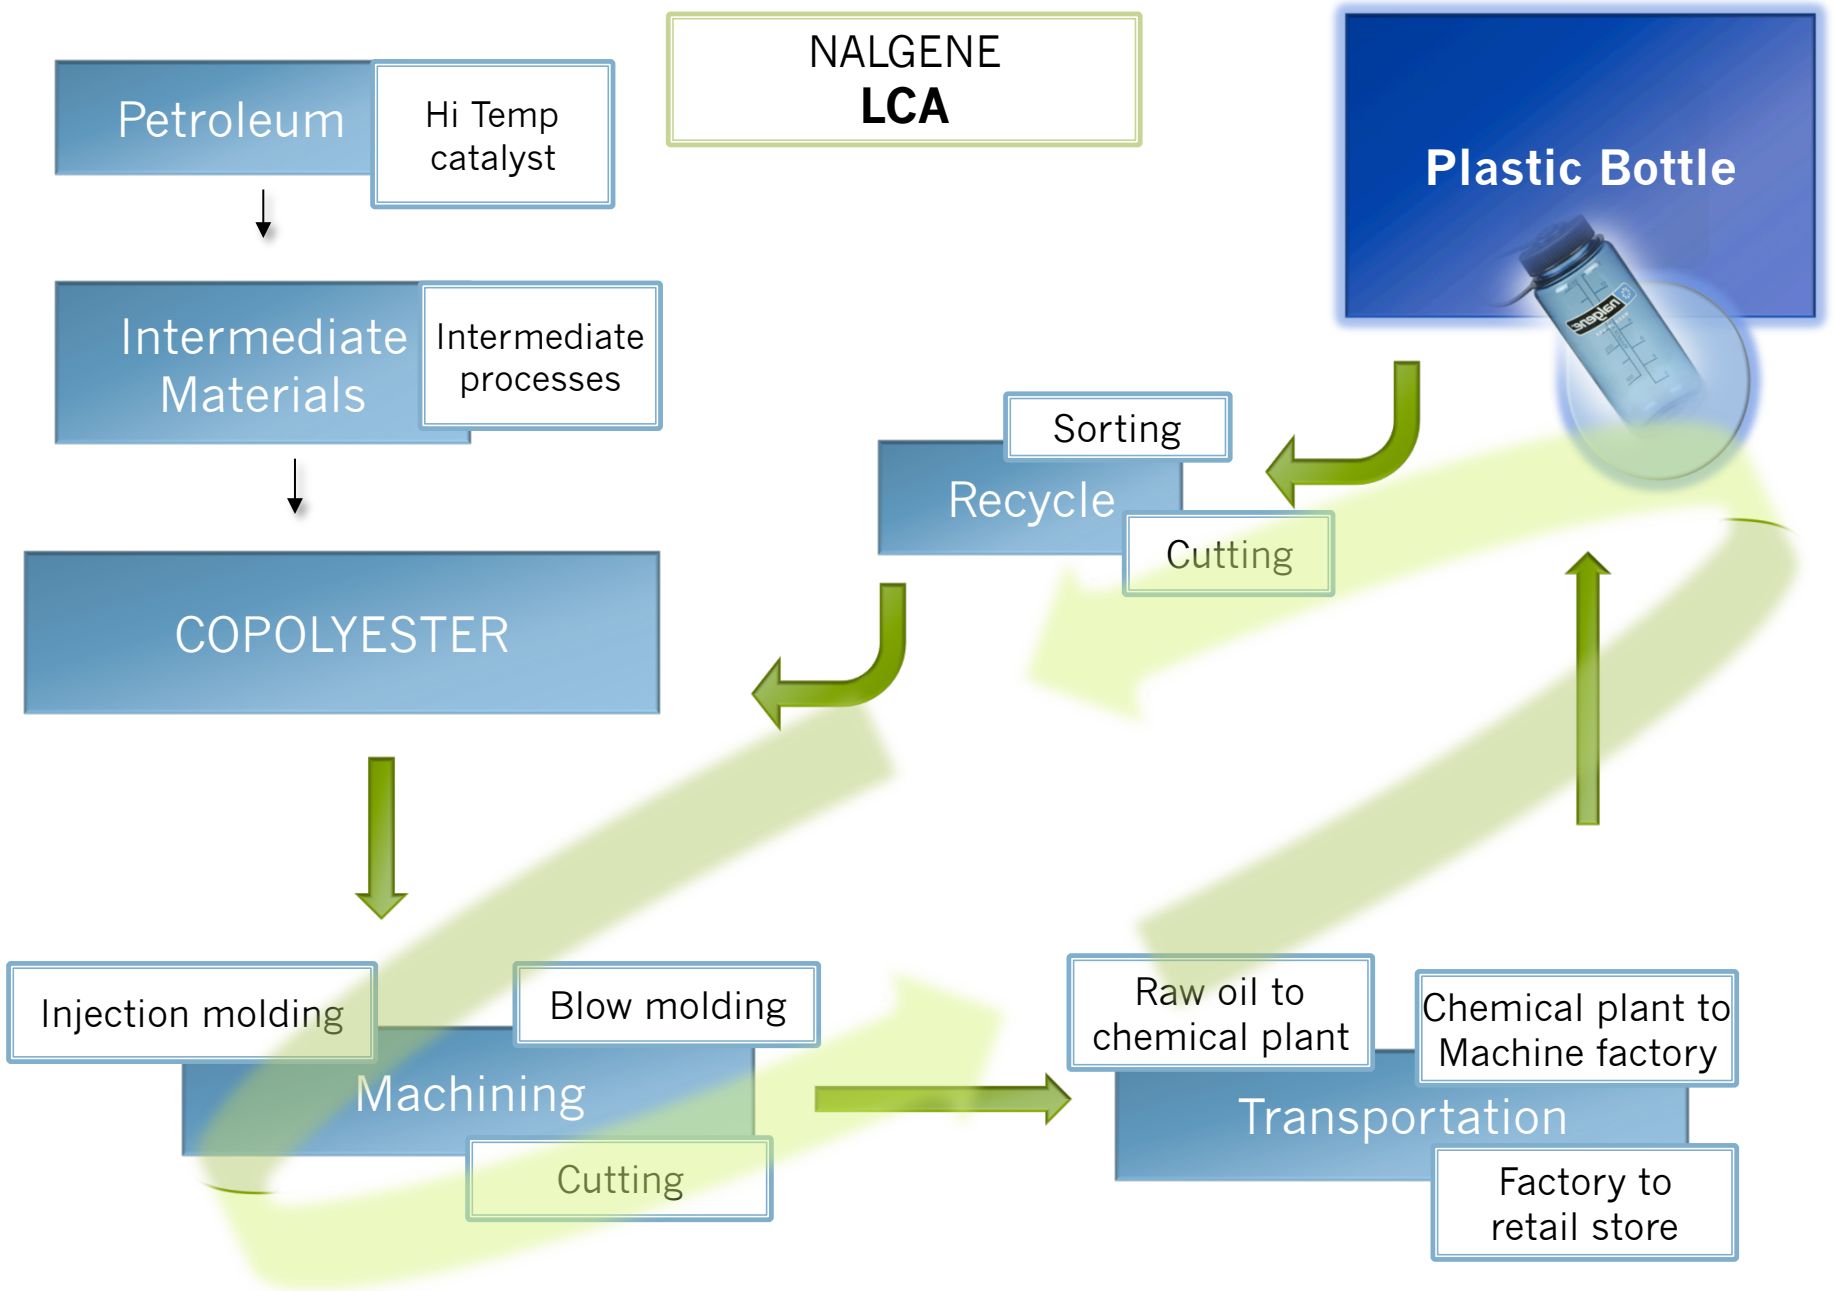 NALGENE
LCA
Petroleum
Hi Temp
catalyst
Plastic Bottle
nalgene
Intermediate
Materials
Intermediate
processes
Sorting
Recycle
Cutting
COPOLYESTER
Injection molding
Blow molding
Machining
Cutting
Raw oil to
chemical plant
Chemical plant to
Machine factory
Transportation
Factory to
retail store